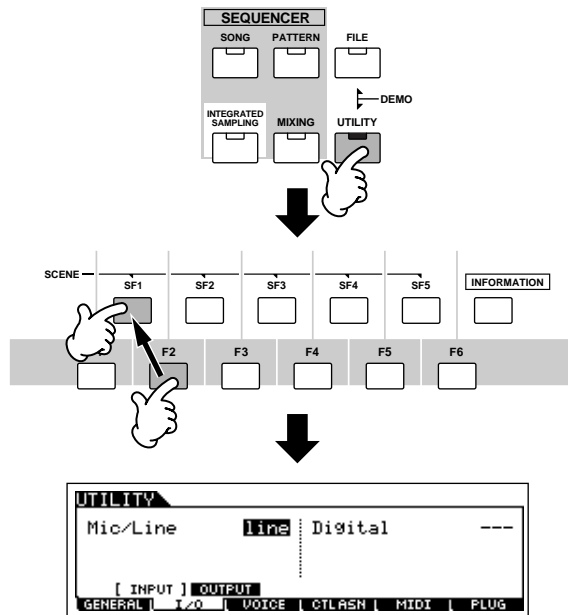 SEQUENCER
SONG PATTERN FILE
DEMO
INTEGRATED SAMPLING MIXING UTILITY
SCENE SF1 SF2 SF3 SF4 SF5 INFORMATION
F2 F3 F4 F5 F6
UTILITY
Mic/Line line Digital ---
[ INPUT ] OUTPUT
GENERAL I/O VOICE CTLASN MIDI PLUG